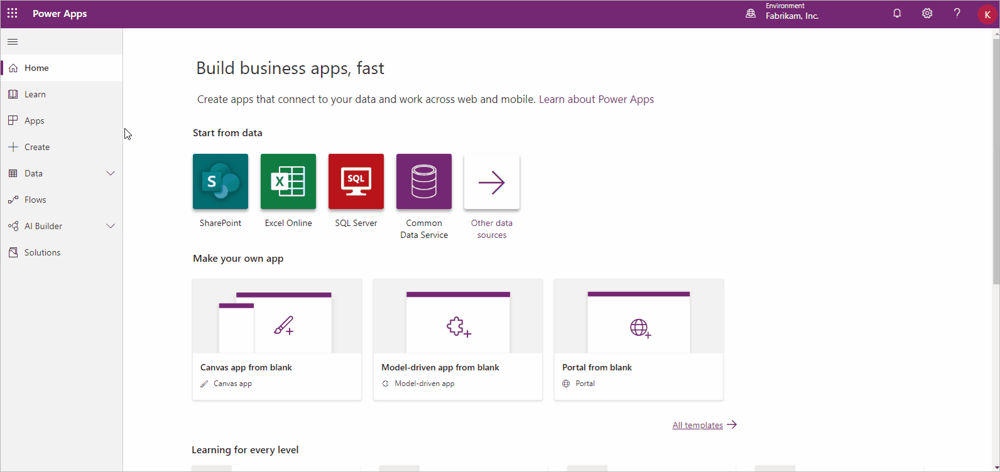 Power Apps
Environment
Fabrikam, Inc.
K
Home
Learn
Apps
Create
Data
Flows
AI Builder
Solutions
Build business apps, fast
Create apps that connect to your data and work across web and mobile. Learn about Power Apps
Start from data
S
X
SQL
SharePoint
Excel Online
SQL Server
Common
Data Service
Other data
sources
Make your own app
Canvas app from blank
Canvas app
Model-driven app from blank
Model-driven app
Portal from blank
Portal
All templates
Learning for every level